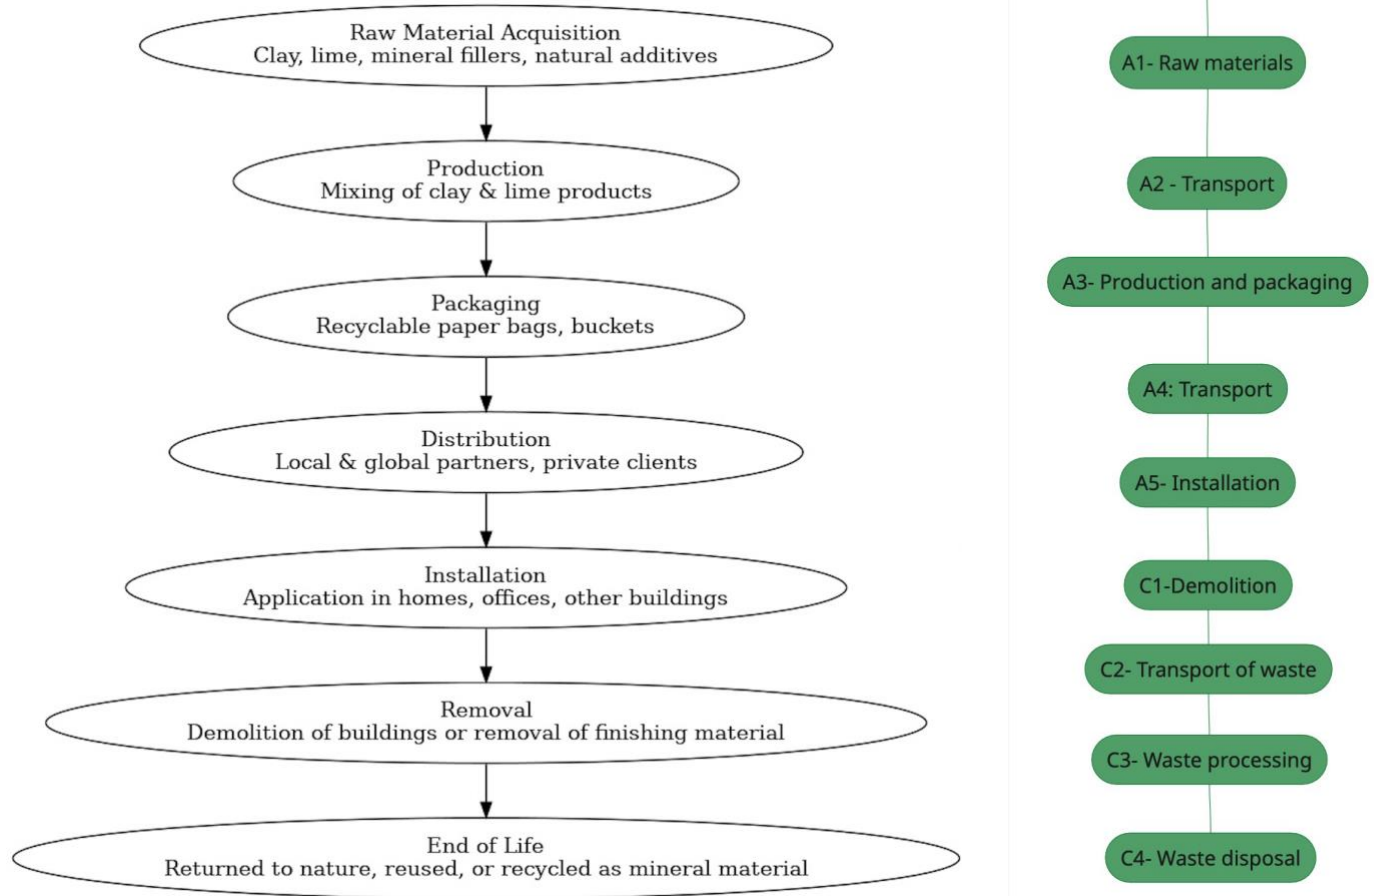 Raw Material Acquisition
Clay, lime, mineral fillers, natural additives
Production
Mixing of clay & lime products
Packaging
Recyclable paper bags, buckets
Distribution
Local & global partners, private clients
Installation
Application in homes, offices, other buildings
Removal
Demolition of buildings or removal of finishing material
End of Life
Returned to nature, reused, or recycled as mineral material
A1- Raw materials
A2 - Transport
A3- Production and packaging
A4: Transport
A5- Installation
C1-Demolition
C2- Transport of waste
C3- Waste processing
C4- Waste disposal